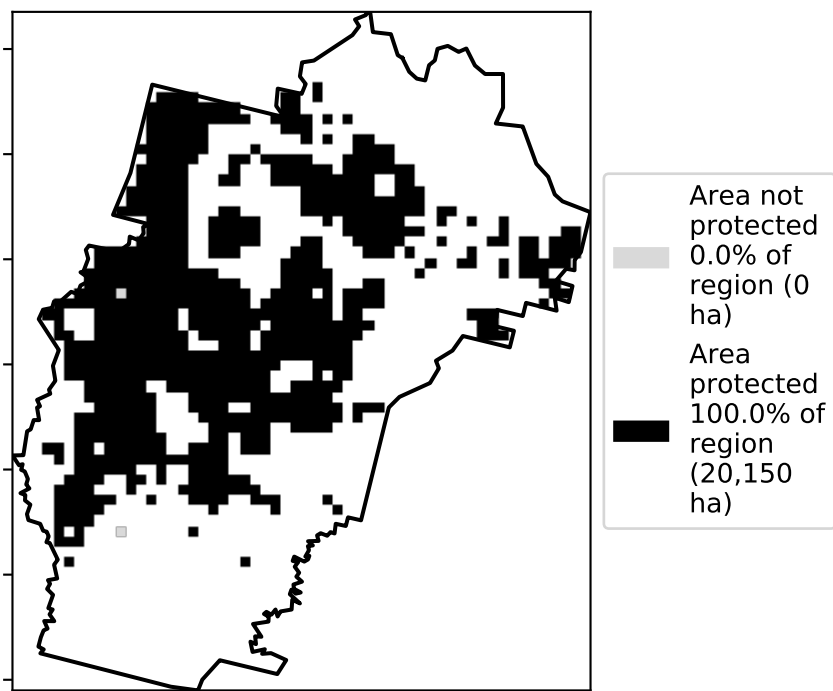 Area not
protected
0.0% of
region (0
ha)
Area
protected
100.0% of
region
(20,150
ha)